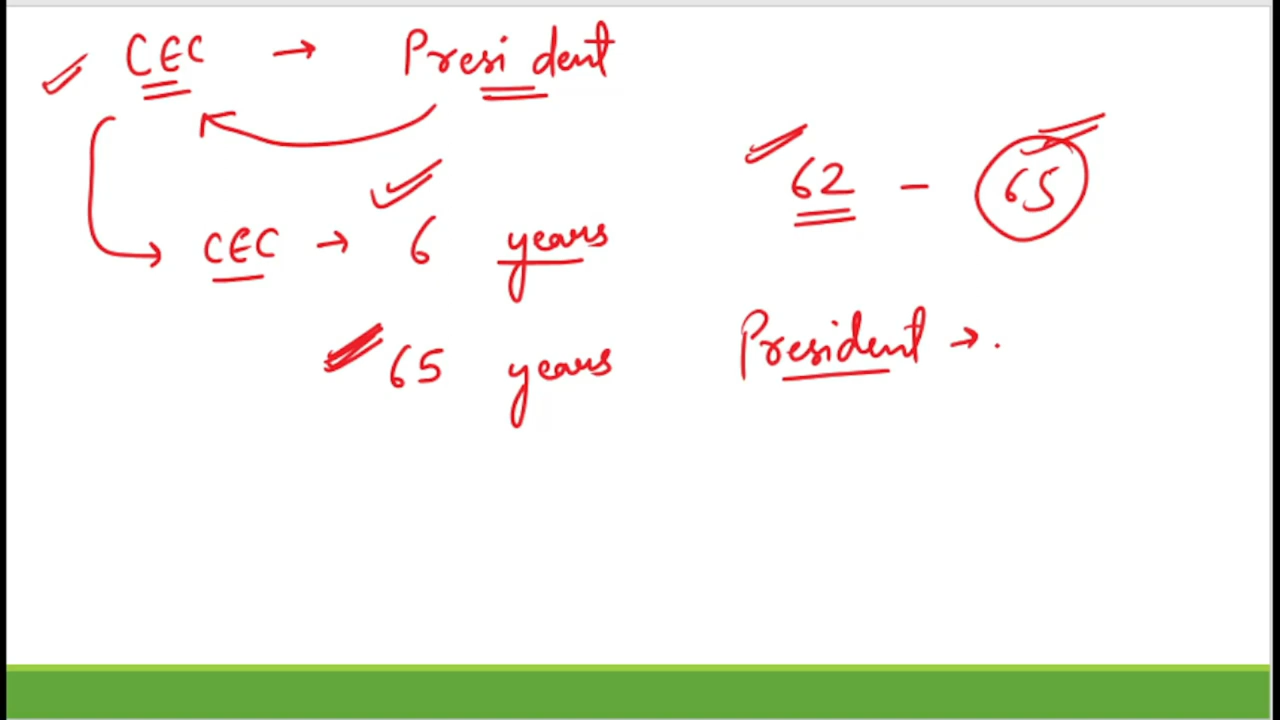 CEC → President
62 - 65
CEC → 6 years
65 years
President → .